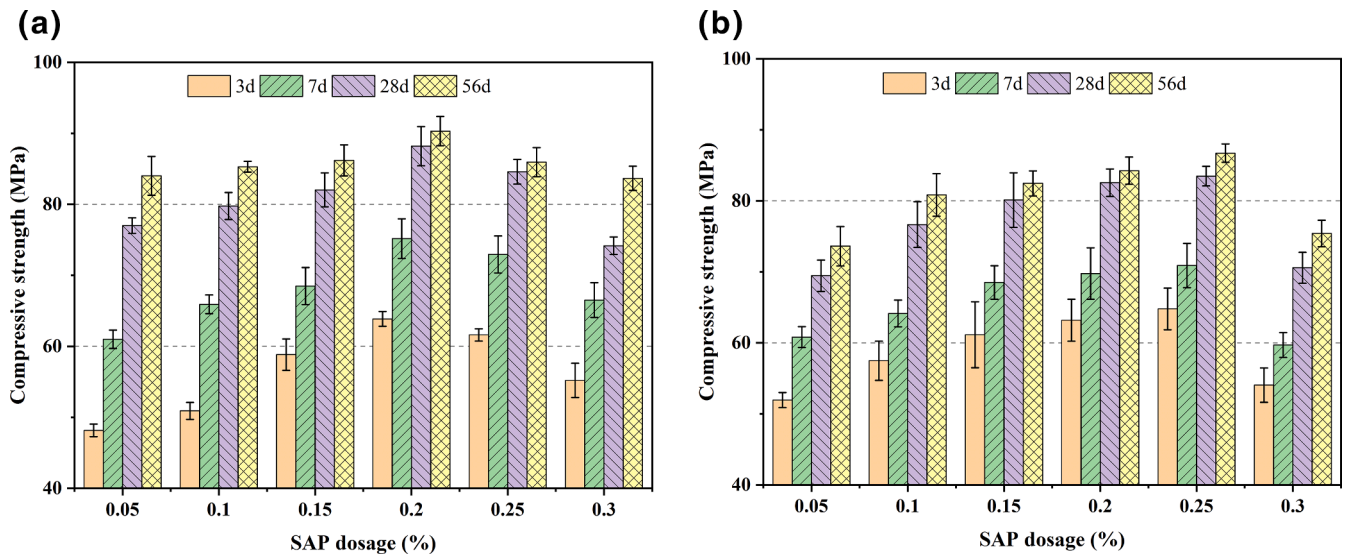 (a)
100
80
60
40
Compressive strength (MPa)
3d 7d 28d 56d
0.05 0.1 0.15 0.2 0.25 0.3
SAP dosage (%)
(b)
100
80
60
40
Compressive strength (MPa)
3d 7d 28d 56d
0.05 0.1 0.15 0.2 0.25 0.3
SAP dosage (%)